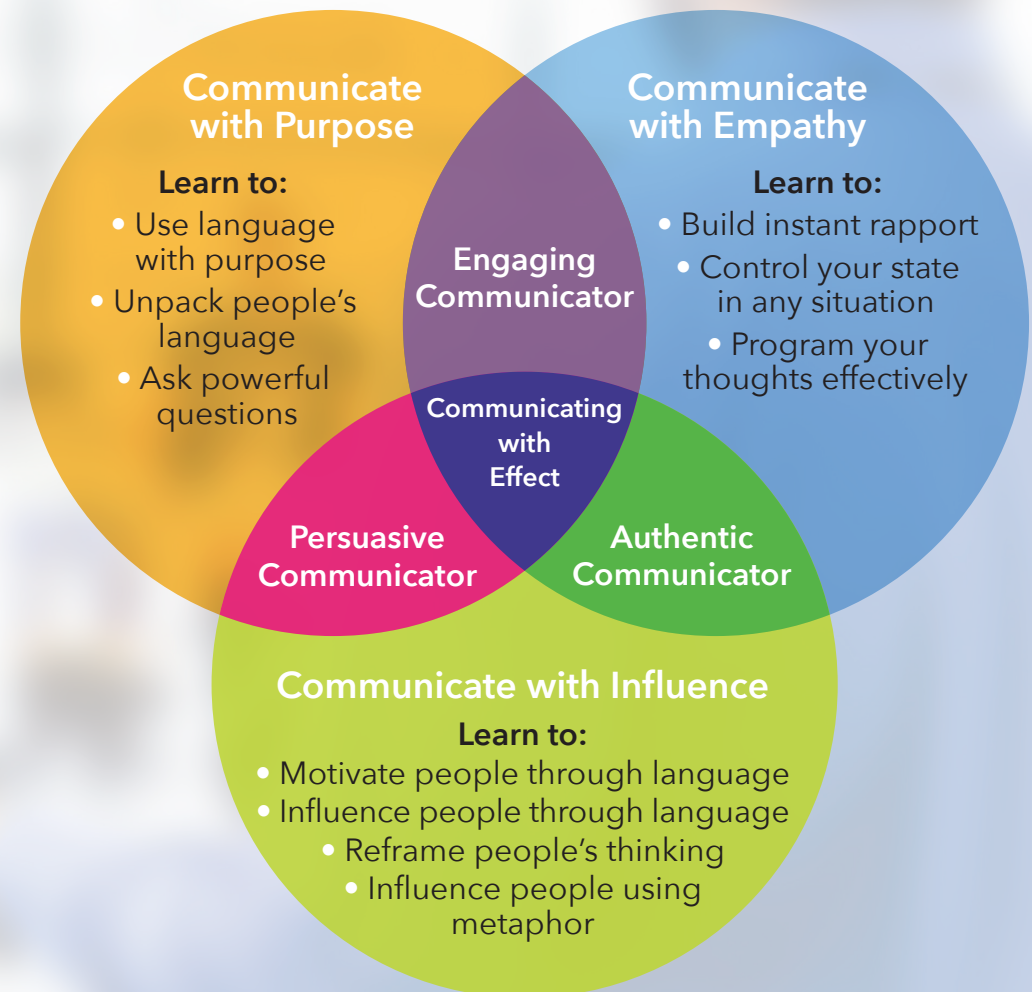 Communicate
with Purpose
Learn to:
• Use language
with purpose
• Unpack people's
language
• Ask powerful
questions
Communicate
with Empathy
Learn to:
• Build instant rapport
• Control your state
in any situation
• Program your
thoughts effectively
Engaging
Communicator
Communicating
with
Effect
Persuasive
Communicator
Authentic
Communicator
Communicate with Influence
Learn to:
• Motivate people through language
• Influence people through language
• Reframe people's thinking
• Influence people using
metaphor